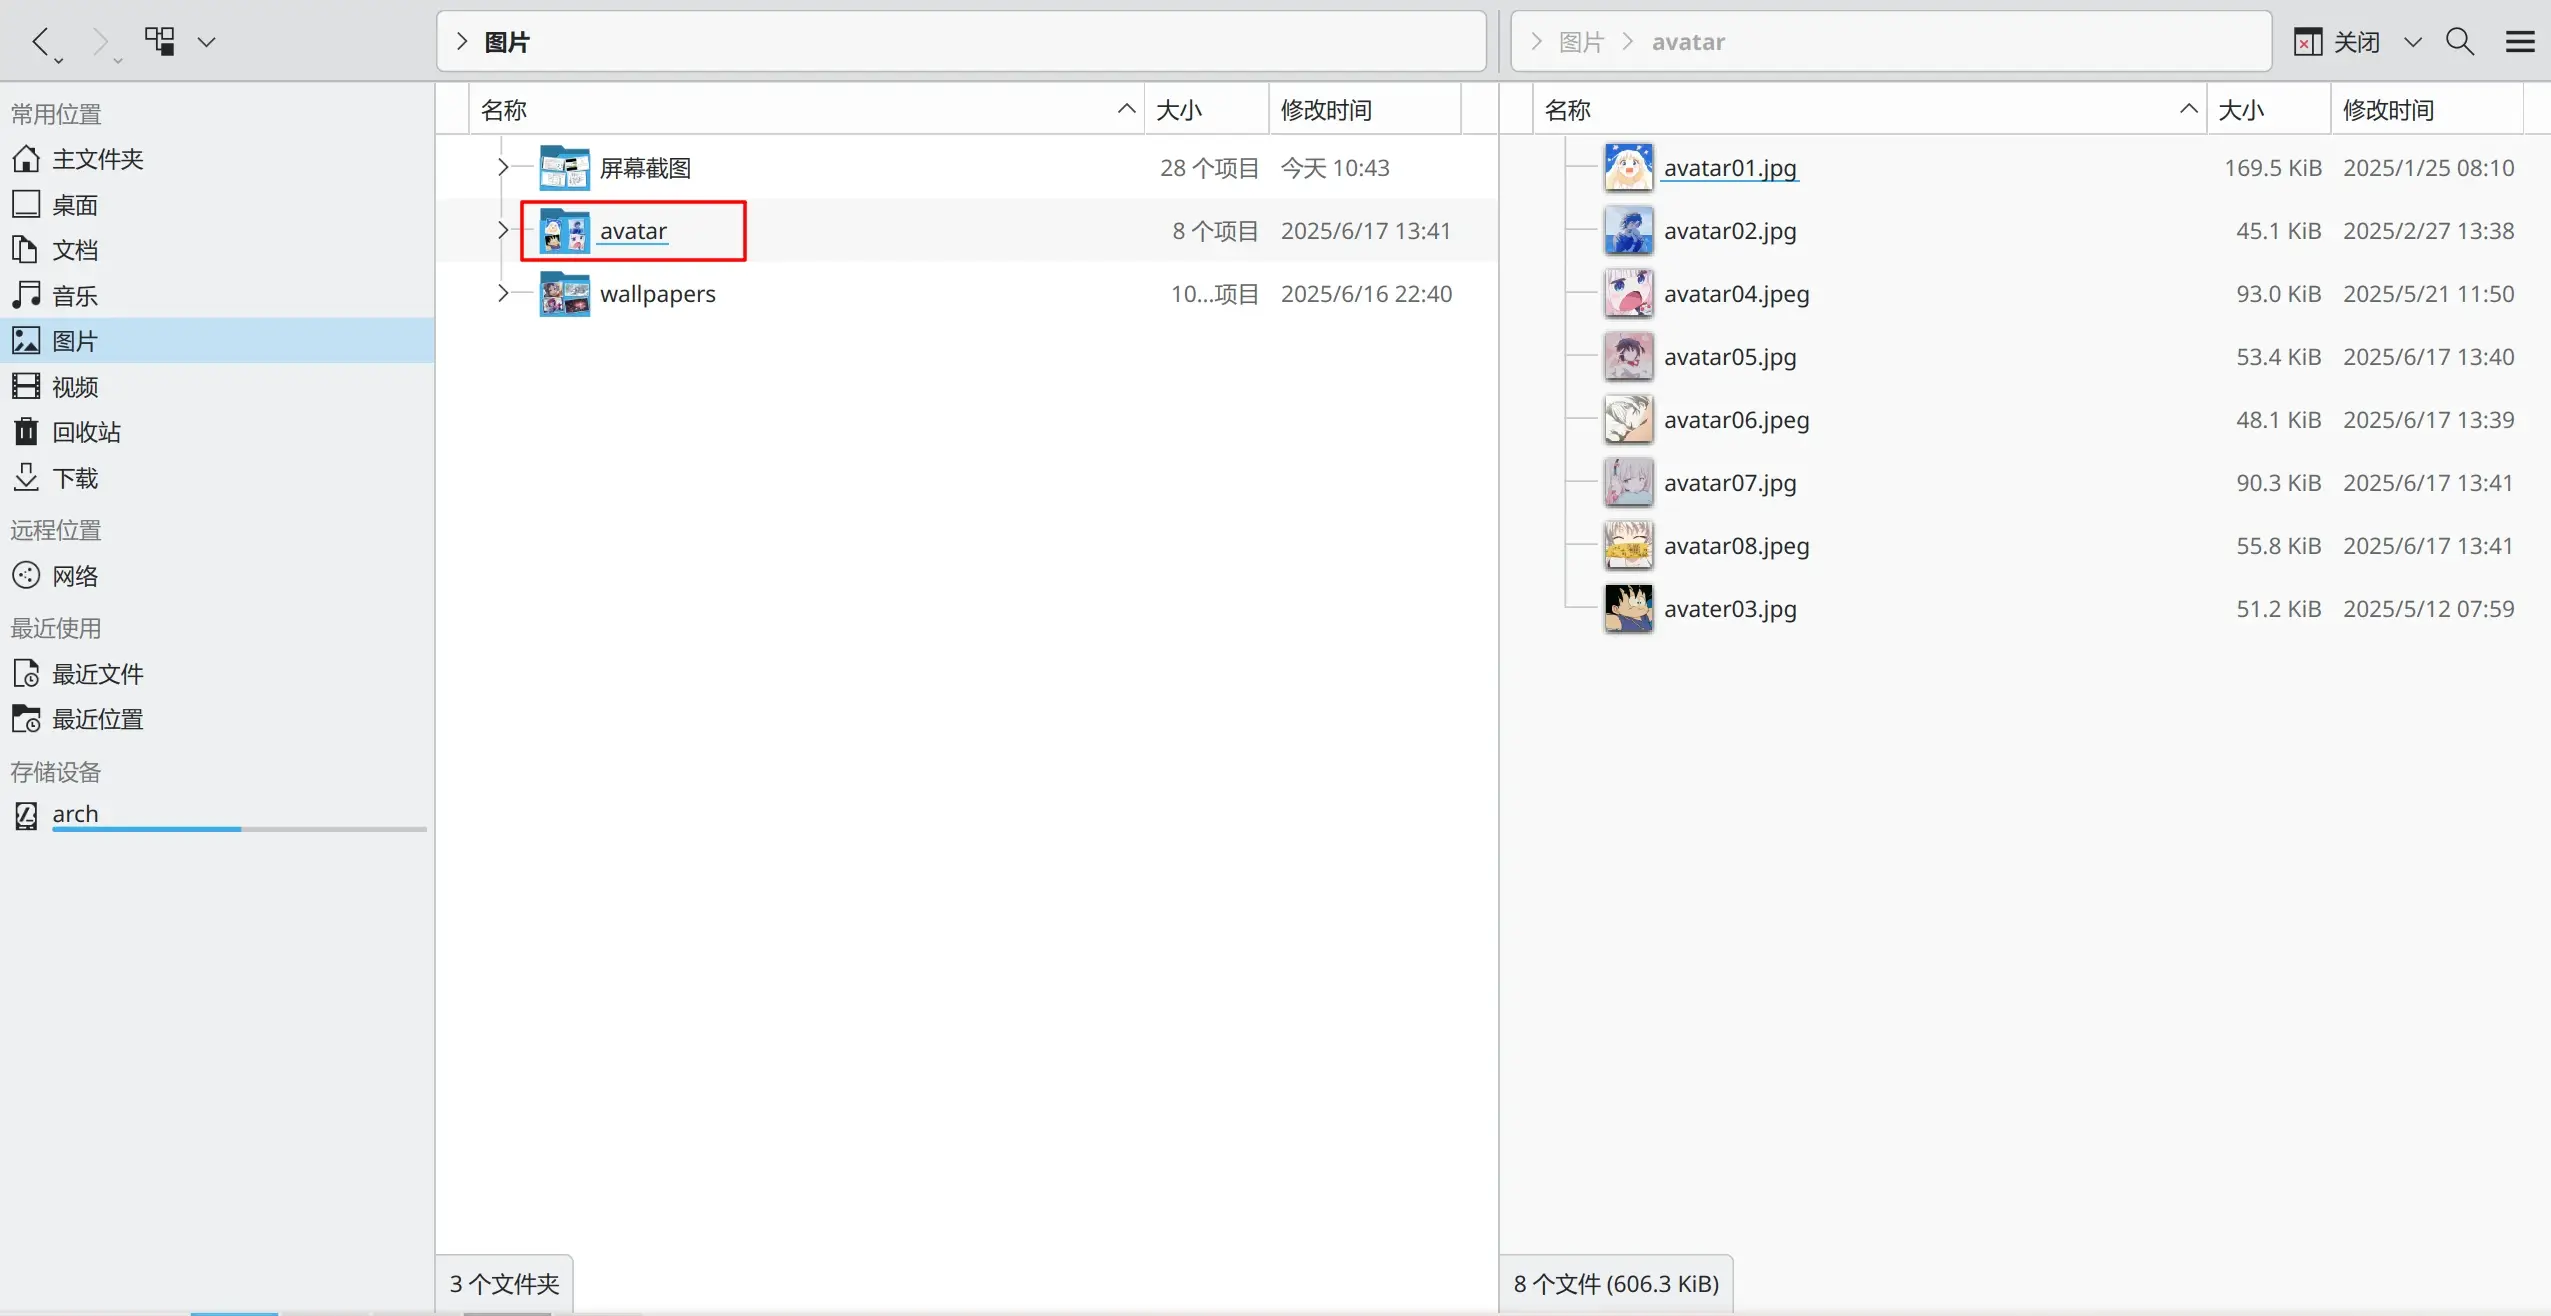 图片
图片 avatar
关闭
常用位置
主文件夹
桌面
文档
音乐
图片
视频
回收站
下载
远程位置
网络
最近使用
最近文件
最近位置
存储设备
arch
名称 大小 修改时间
屏幕截图 28 个项目 今天 10:43
avatar 8 个项目 2025/6/17 13:41
wallpapers 10...项目 2025/6/16 22:40
3 个文件夹
名称 大小 修改时间
avatar01.jpg 169.5 KiB 2025/1/25 08:10
avatar02.jpg 45.1 KiB 2025/2/27 13:38
avatar04.jpeg 93.0 KiB 2025/5/21 11:50
avatar05.jpg 53.4 KiB 2025/6/17 13:40
avatar06.jpeg 48.1 KiB 2025/6/17 13:39
avatar07.jpg 90.3 KiB 2025/6/17 13:41
avatar08.jpeg 55.8 KiB 2025/6/17 13:41
avater03.jpg 51.2 KiB 2025/5/12 07:59
8 个文件 (606.3 KiB)